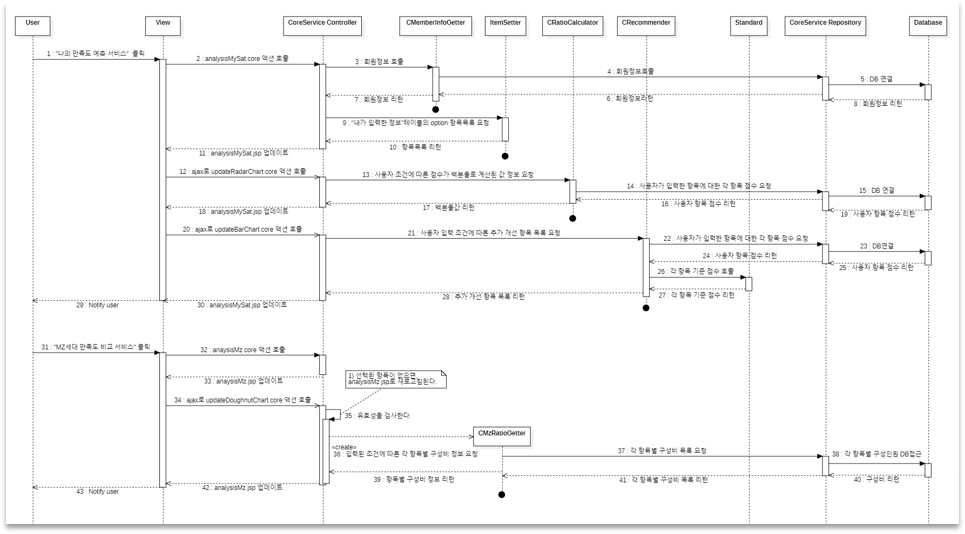 User
View
CoreService Controller
CMemberInfoGetter
ItemSetter
CRatioCalculator
CRecommender
Standard
CoreService Repository
Database
1 : "나의 만족도 예측 서비스" 클릭
2 : analysisMySat.core 액션 호출
3 : 회원정보 호출
4 : 회원정보호출
5 : DB 연결
6 : 회원정보리턴
7 : 회원정보 리턴
8 : 회원정보 리턴
9 : "내가 입력한 정보"테이블의 option 항목목록 요청
10 : 항목목록 리턴
11 : analysisMySat.jsp 업데이트
12 : ajax로 updateRadarChart.core 액션 호출
13 : 사용자 조건에 따른 점수가 백분율로 계산된 값 정보 요청
14 : 사용자가 입력한 항목에 대한 각 항목 점수 요청
15 : DB 연결
16 : 사용자 항목 점수 리턴
17 : 백분율값 리턴
18 : analysisMySat.jsp 업데이트
19 : 사용자 항목 점수 리턴
20 : ajax로 updateBarChart.core 액션 호출
21 : 사용자 입력 조건에 따른 추가 개선 항목 목록 요청
22 : 사용자가 입력한 항목에 대한 각 항목 점수 요청
23 : DB연결
24 : 사용자 항목 점수 리턴
25 : 사용자 항목 점수 리턴
26 : 각 항목 기준 점수 호출
27 : 각 항목 기준 점수 리턴
28 : 추가 개선 항목 목록 리턴
29 : Notify user
30 : analysisMySat.jsp 업데이트
31 : "MZ세대 만족도 비교 서비스" 클릭
32 : anaysisMz.core 액션 호출
33 : anaysisMz.jsp 업데이트
1) 선택된 항목이 없으면,
analysisMz.jsp로 새로고침된다.
34 : ajax로 updateDoughnutChart.core 액션 호출
35 : 유효성을 검사한다.
CMzRatioGetter
«create»
36 : 입력된 조건에 따른 각 항목별 구성비 정보 요청
37 : 각 항목별 구성비 목록 요청
38 : 각 항목별 구성인원 DB접근
39 : 항목별 구성비 정보 리턴
40 : 구성비 리턴
41 : 각 항목별 구성비 목록 리턴
42 : anaysisMz.jsp 업데이트
43 : Notify user